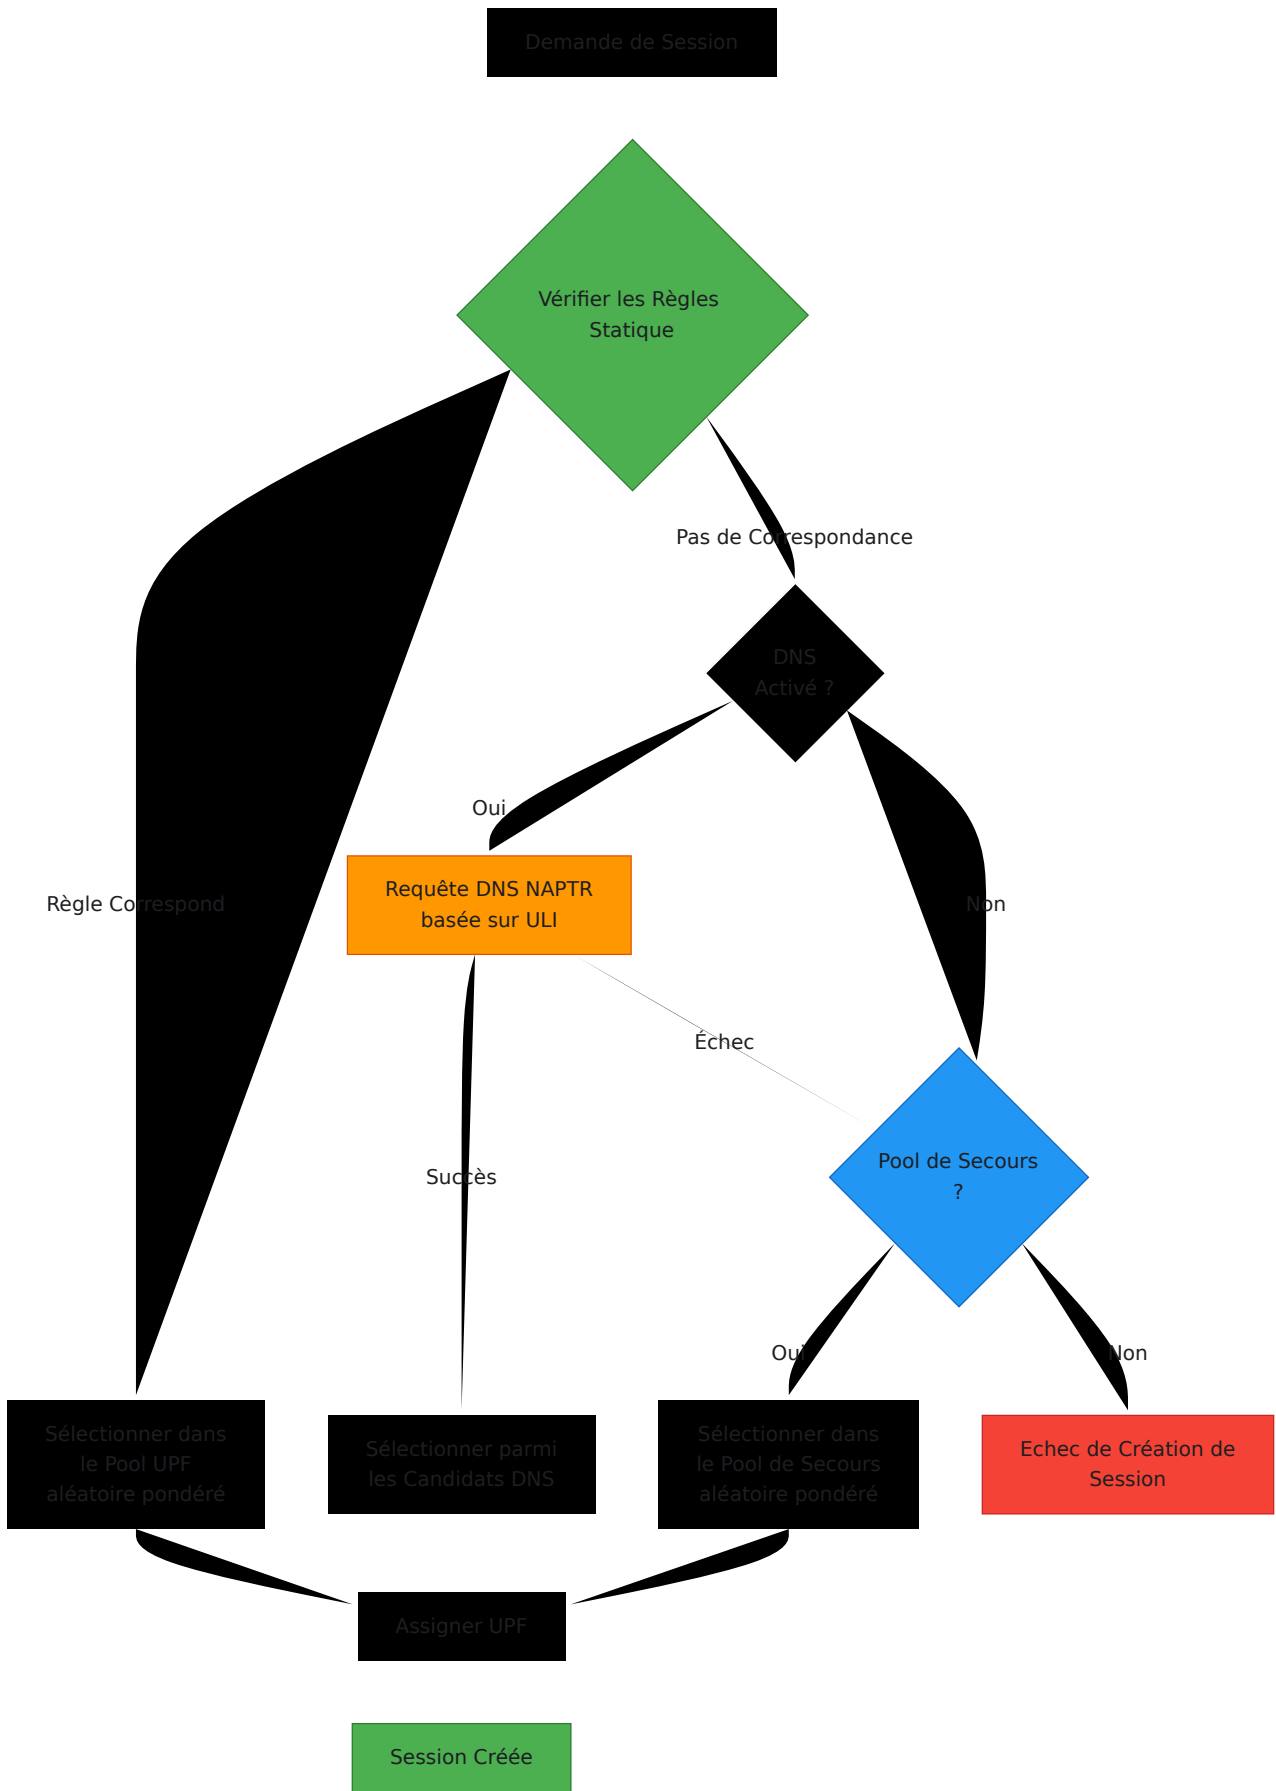 Demande de Session
Vérifier les Règles
Statique
Pas de Correspondance
DNS
Activé ?
Oui
Requête DNS NAPTR
basée sur ULI
Règle Correspond
Non
Échec
Pool de Secours
?
Succès
Oui
Non
Sélectionner dans
le Pool UPF
aléatoire pondéré
Sélectionner parmi
les Candidats DNS
Sélectionner dans
le Pool de Secours
aléatoire pondéré
Echec de Création de
Session
Assigner UPF
Session Créée